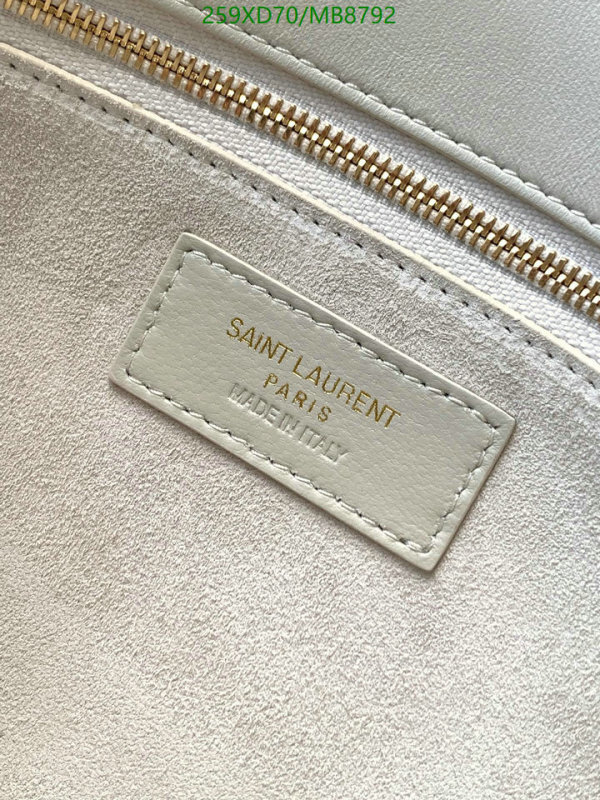 259XD70/MB8792
SAINT LAURENT
PARIS
MADE IN ITALY